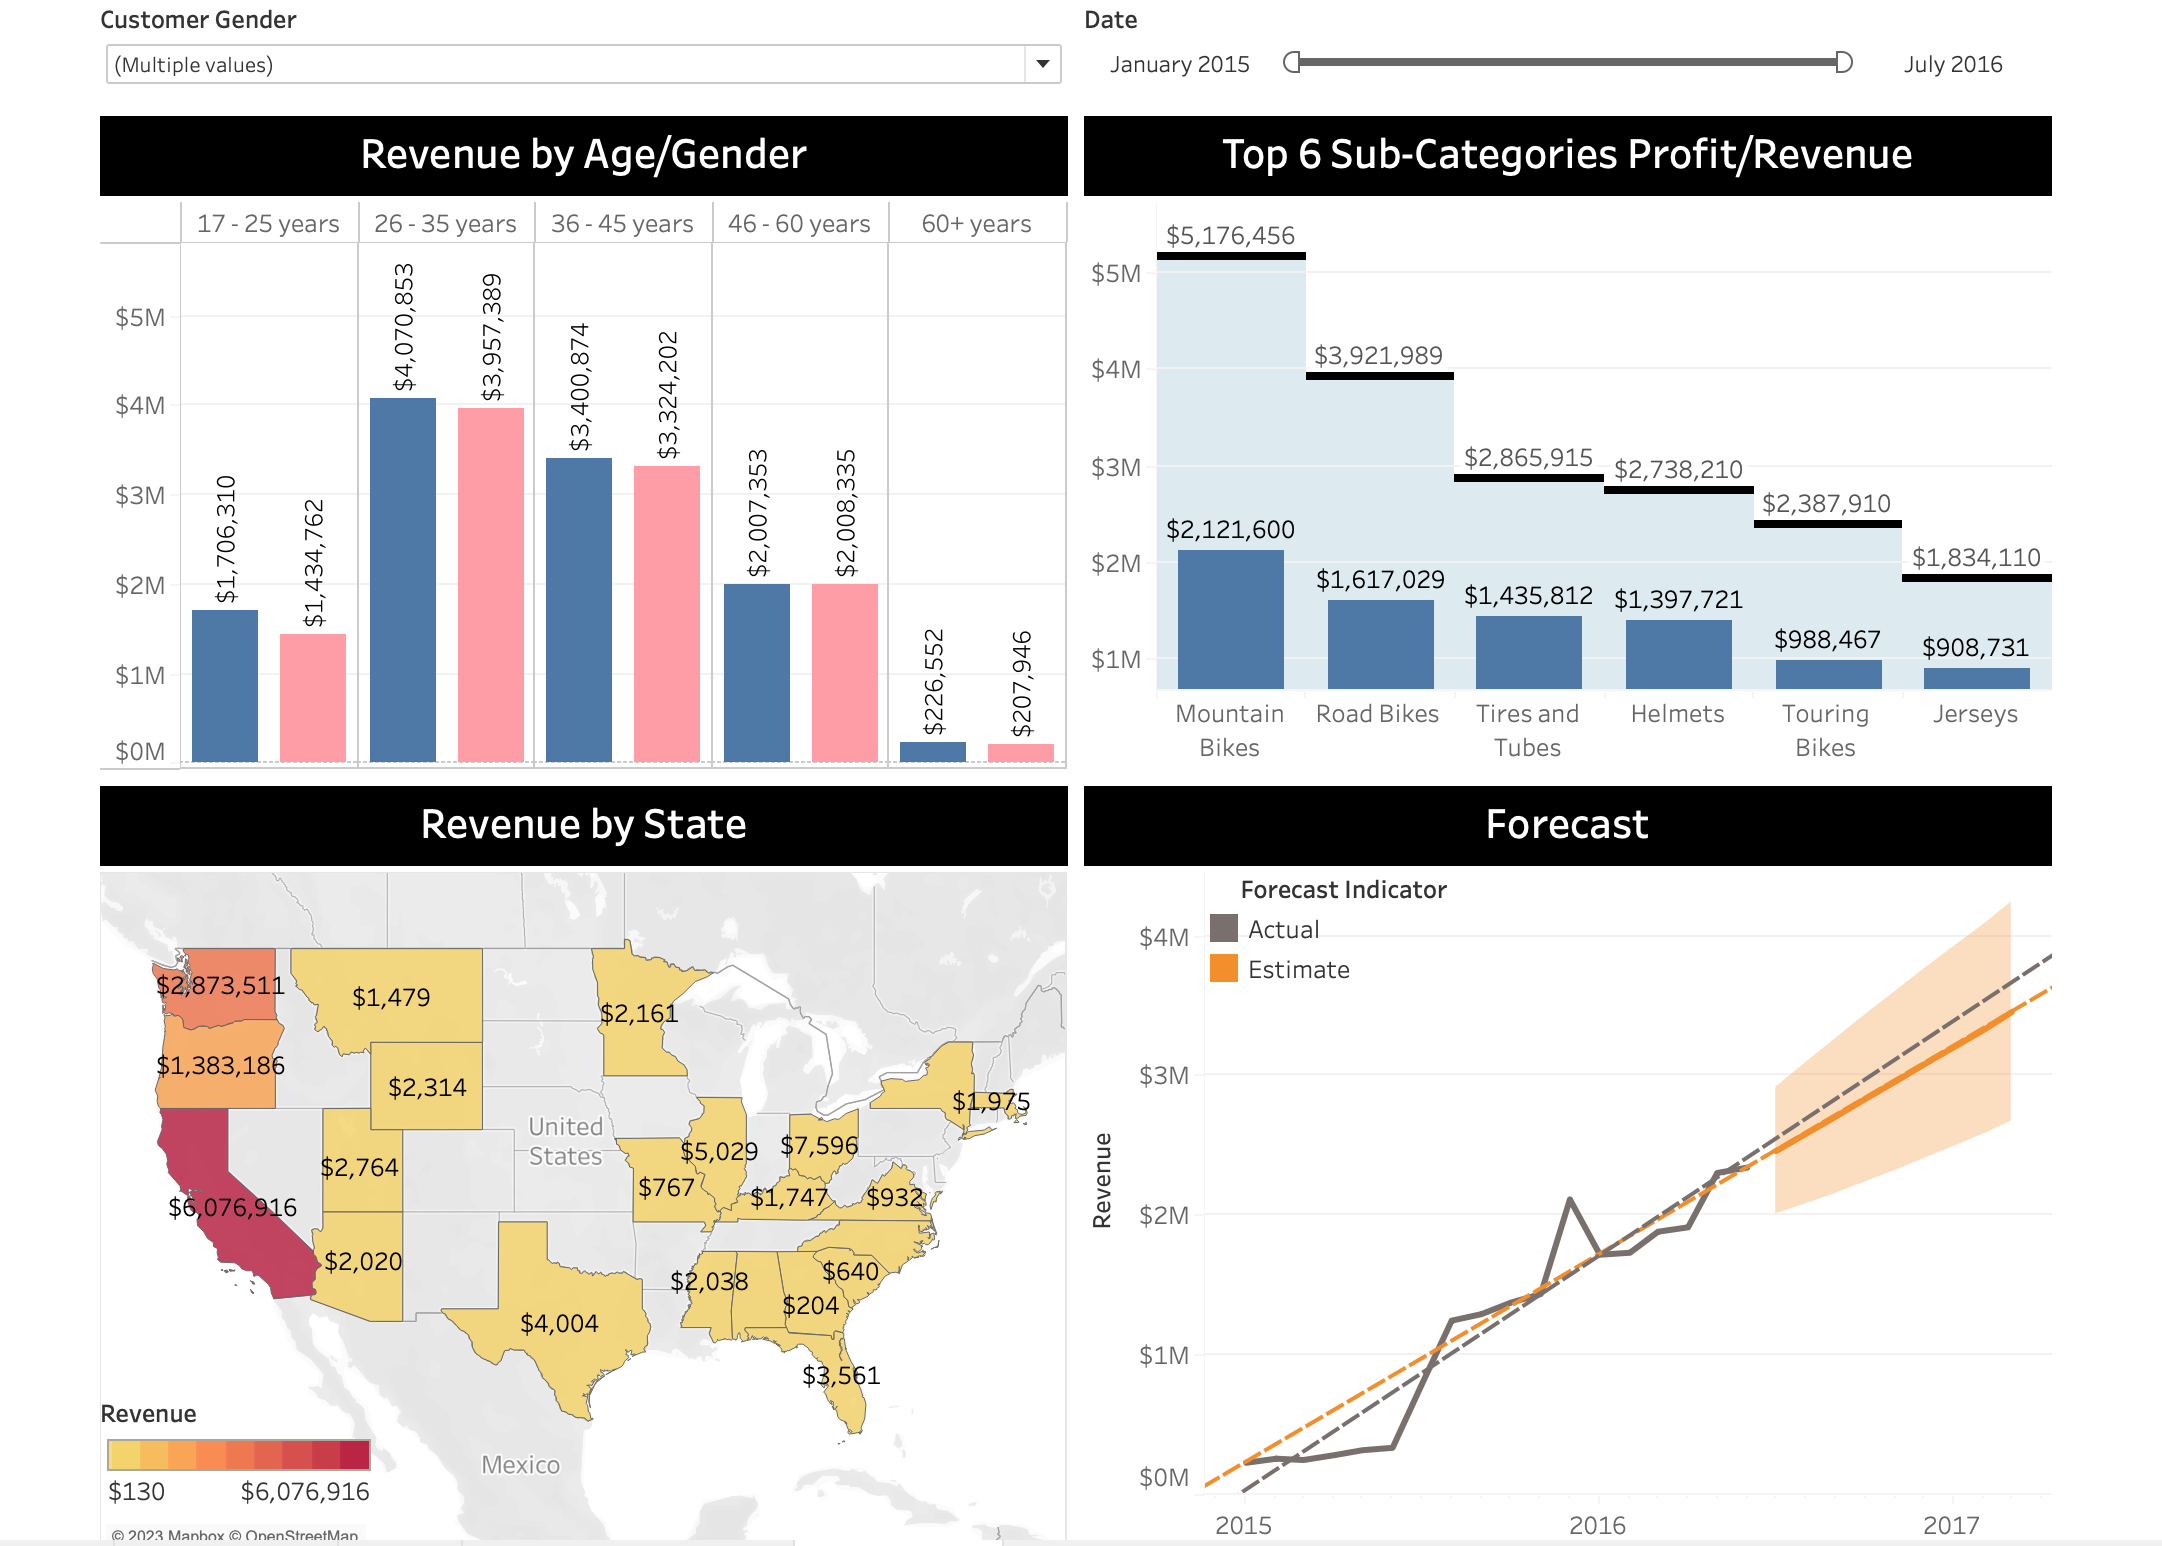 Customer Gender
(Multiple values)
Date
January 2015
July 2016
Revenue by Age/Gender
17 - 25 years
26 - 35 years
36 - 45 years
46 - 60 years
60+ years
$5M
$4M
$3M
$2M
$1M
$0M
$1,706,310
$1,434,762
$4,070,853
$3,957,389
$3,400,874
$3,324,202
$2,007,353
$2,008,335
$226,552
$207,946
Top 6 Sub-Categories Profit/Revenue
$5M
$4M
$3M
$2M
$1M
$5,176,456
$3,921,989
$2,865,915
$2,738,210
$2,387,910
$1,834,110
$2,121,600
$1,617,029
$1,435,812
$1,397,721
$988,467
$908,731
Mountain
Bikes
Road Bikes
Tires and
Tubes
Helmets
Touring
Bikes
Jerseys
Revenue by State
$2,873,511
$1,479
$2,161
$1,383,186
$2,314
$1,975
United
States
$2,764
$5,029
$7,596
$767
$1,747
$932
$6,076,916
$2,020
$2,038
$640
$204
$4,004
$3,561
Mexico
Revenue
$130
$6,076,916
© 2023 Mapbox © OpenStreetMap
Forecast
Forecast Indicator
Actual
Estimate
$4M
$3M
$2M
$1M
$0M
Revenue
2015
2016
2017